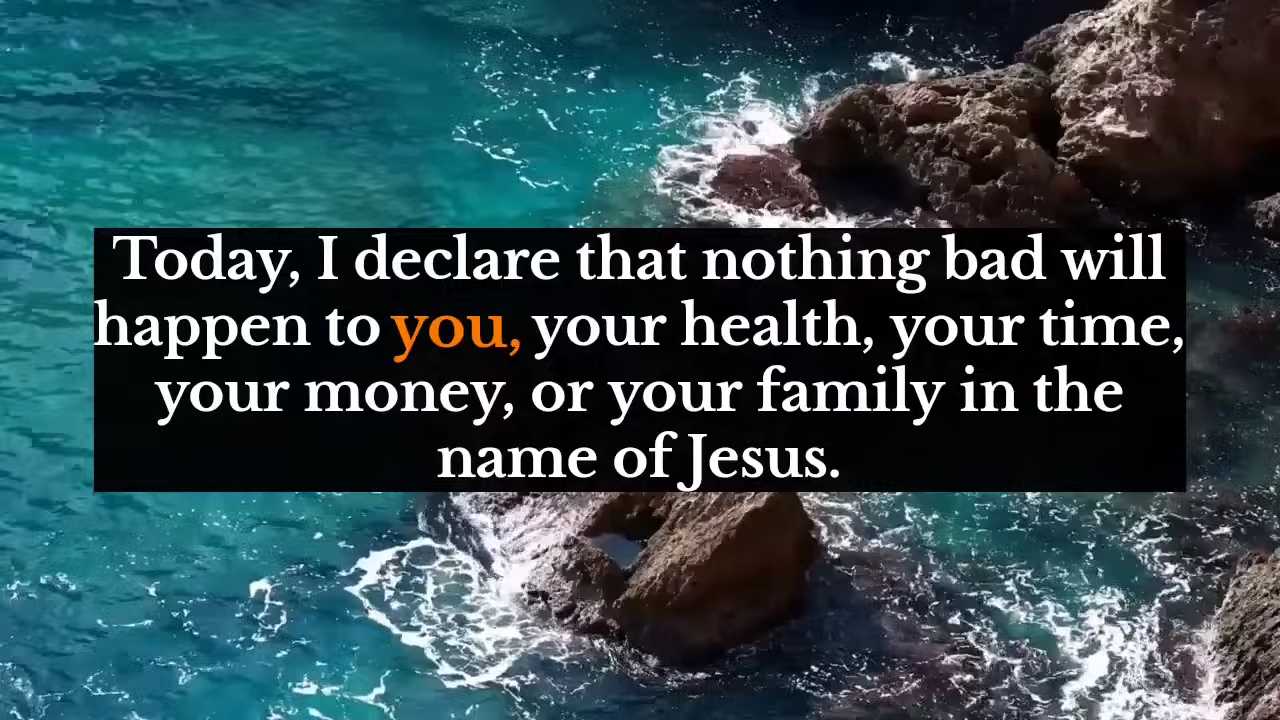 Today, I declare that nothing bad will
happen to you, your health, your time,
your money, or your family in the
name of Jesus.